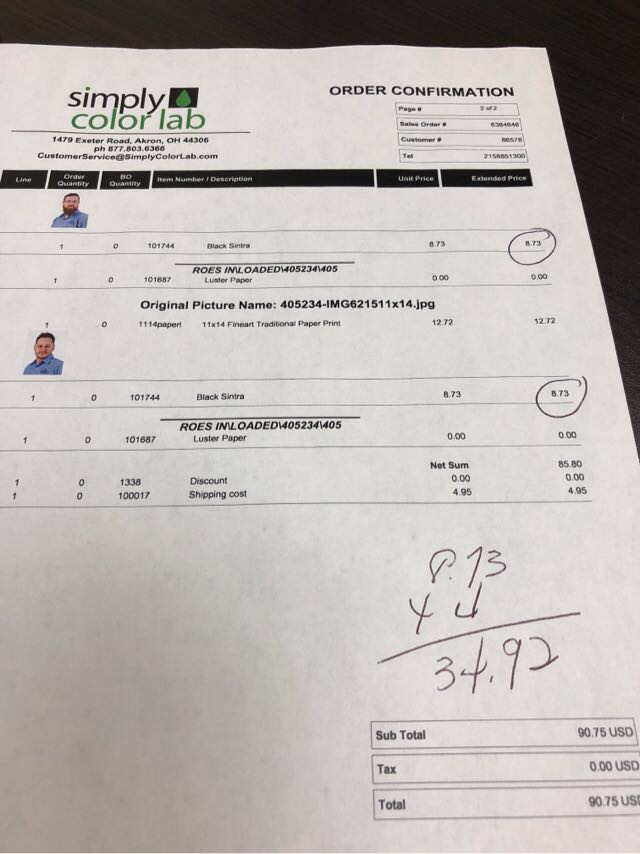 simply
color lab
1479 Exeter Road, Akron, OH 44306
ph 877.803.6366
CustomerService@SimplyColorLab.com
ORDER CONFIRMATION
Page # 2 of 2
Sales Order # 6384646
Customer # 86578
Tel 2158851300
Line Order Quantity BO Quantity Item Number / Description Unit Price Extended Price
1 0 101744 Black Sintra 8.73 8.73
ROES IN\LOADED\405234\405
1 0 101687 Luster Paper 0.00 0.00
Original Picture Name: 405234-IMG621511x14.jpg
1 0 1114paperl 11x14 Fineart Traditional Paper Print 12.72 12.72
1 0 101744 Black Sintra 8.73 8.73
ROES IN\LOADED\405234\405
1 0 101687 Luster Paper 0.00 0.00
Net Sum 85.80
1 0 1338 Discount 0.00 0.00
1 0 100017 Shipping cost 4.95 4.95
8.73
x 4
34.92
Sub Total 90.75 USD
Tax 0.00 USD
Total 90.75 USD